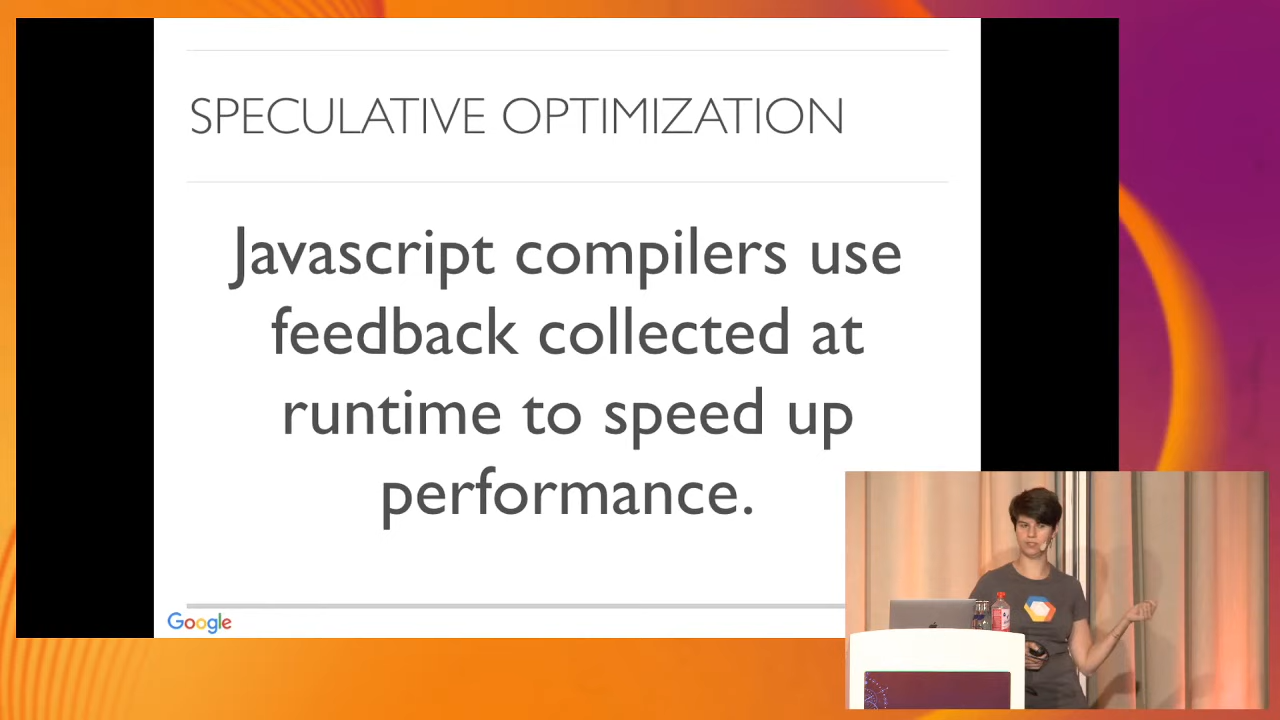 SPECULATIVE OPTIMIZATION
Javascript compilers use
feedback collected at
runtime to speed up
performance.
Google